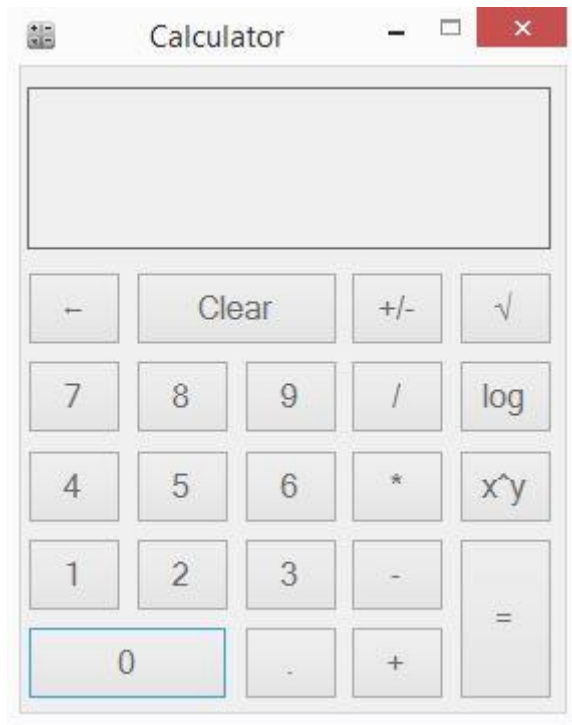 Calculator
← Clear +/- √
7 8 9 / log
4 5 6 * x^y
1 2 3 - =
0 . +